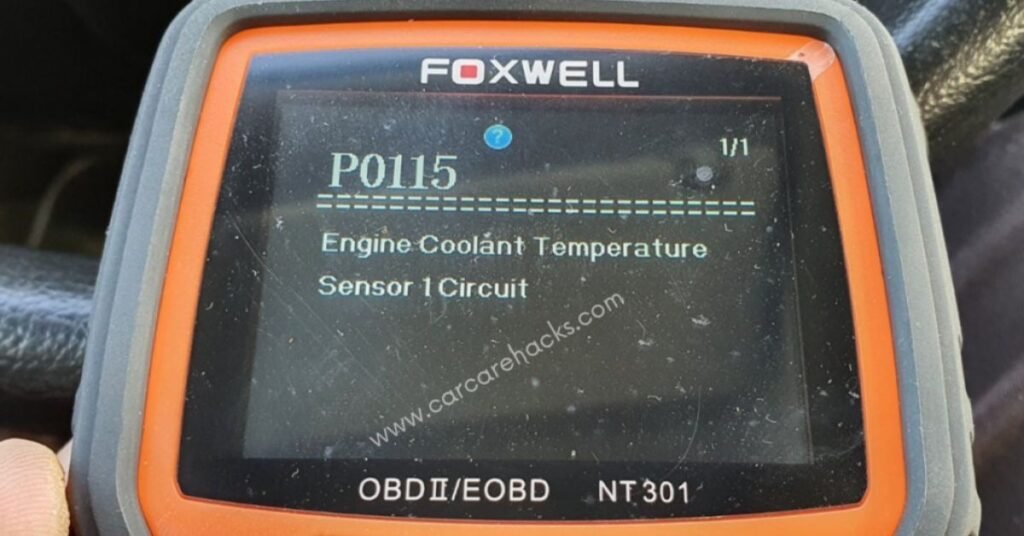 FOXWELL
?
1/1
P0115
=========================
Engine Coolant Temperature
Sensor 1 Circuit
www.carcarehacks.com
OBDII/EOBD NT301